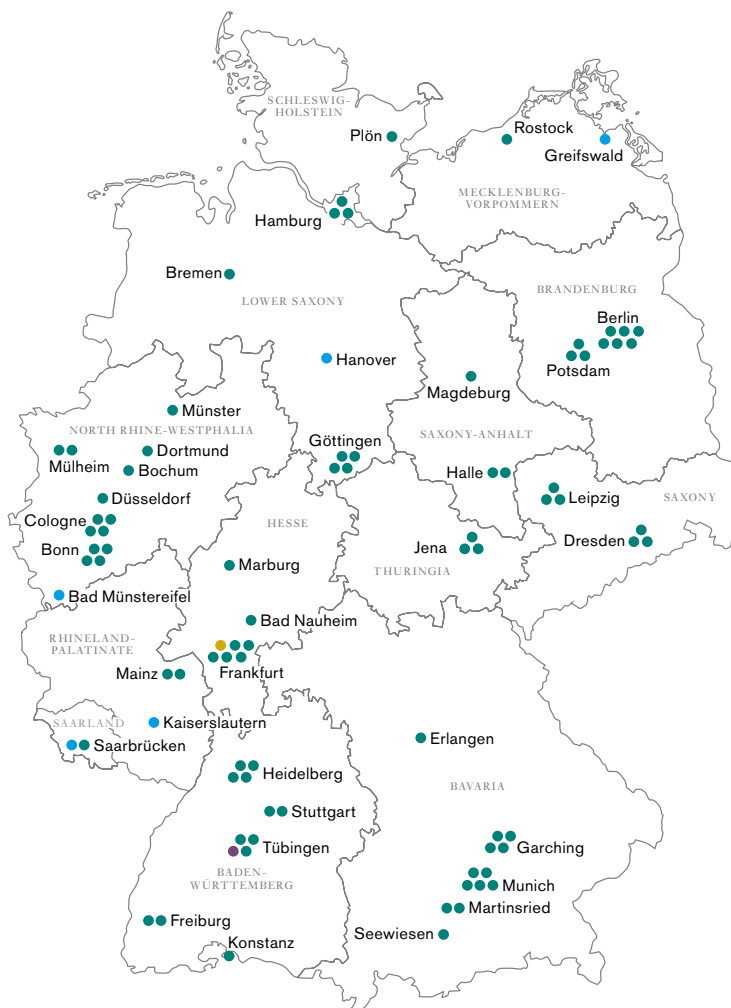 SCHLESWIG-
HOLSTEIN
Plön
Rostock
Greifswald
MECKLENBURG-
VORPOMMERN
Hamburg
Bremen
LOWER SAXONY
BRANDENBURG
Berlin
Potsdam
Hanover
Magdeburg
Münster
NORTH RHINE-WESTPHALIA
SAXONY-ANHALT
Göttingen
Dortmund
Mülheim
Bochum
Halle
Düsseldorf
Leipzig
SAXONY
Cologne
HESSE
Dresden
Bonn
Jena
THURINGIA
Marburg
Bad Münstereifel
Bad Nauheim
RHINELAND-
PALATINATE
Mainz
Frankfurt
SAARLAND
Kaiserslautern
Saarbrücken
Erlangen
Heidelberg
BAVARIA
Stuttgart
Tübingen
Garching
BADEN-
WÜRTTEMBERG
Munich
Martinsried
Freiburg
Seewiesen
Konstanz